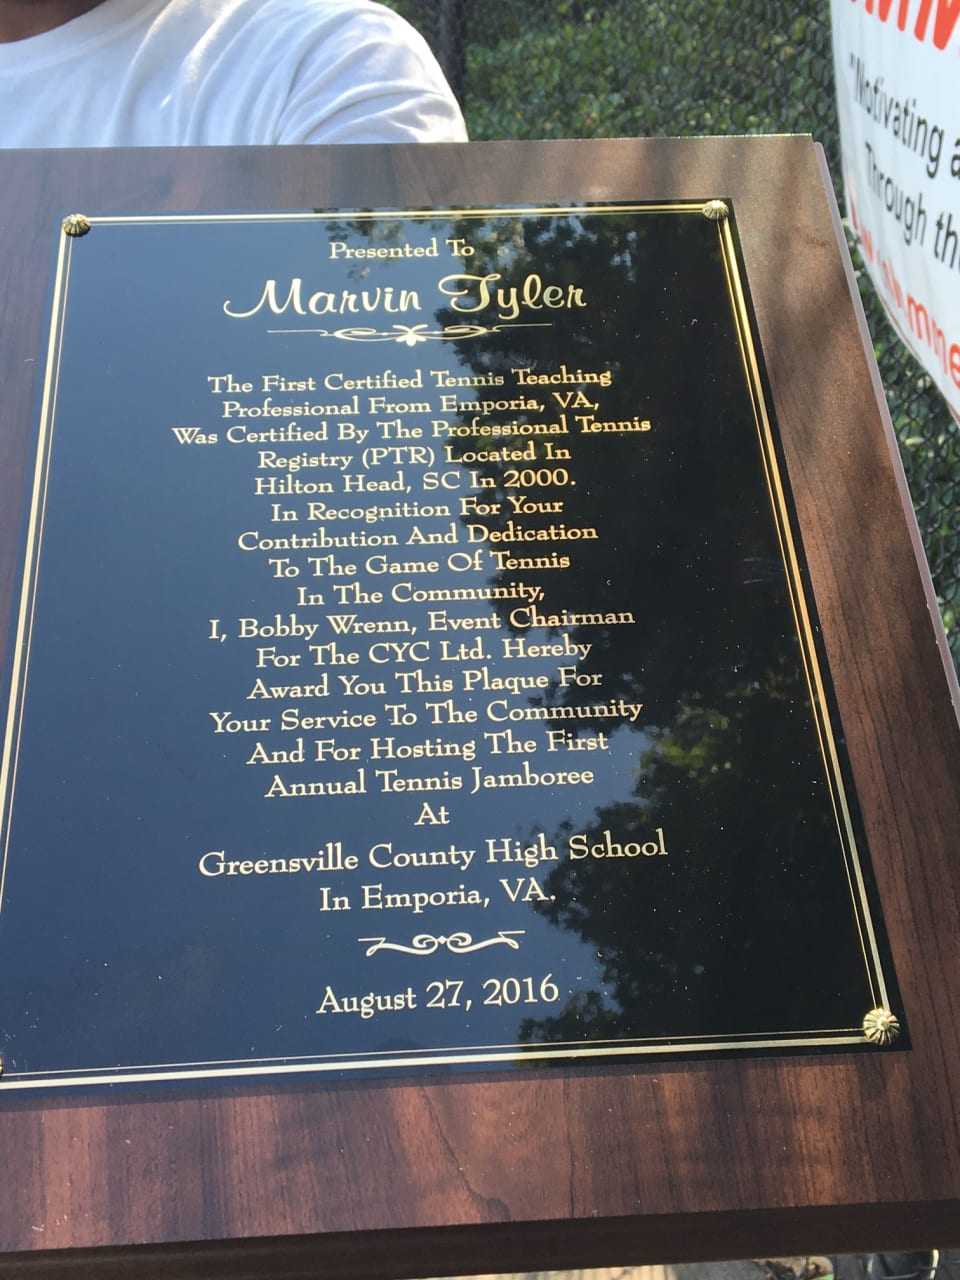 Presented To
Marvin Tyler
The First Certified Tennis Teaching
Professional From Emporia, VA,
Was Certified By The Professional Tennis
Registry (PTR) Located In
Hilton Head, SC In 2000.
In Recognition For Your
Contribution And Dedication
To The Game Of Tennis
In The Community,
I, Bobby Wrenn, Event Chairman
For The CYC Ltd. Hereby
Award You This Plaque For
Your Service To The Community
And For Hosting The First
Annual Tennis Jamboree
At
Greensville County High School
In Emporia, VA.
August 27, 2016
"Motivating
Through